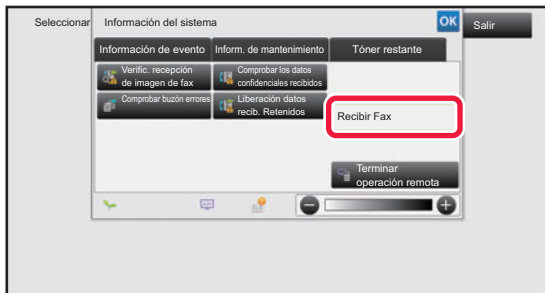 Seleccionar
Información del sistema
OK
Salir
Información de evento
Inform. de mantenimiento
Tóner restante
Verific. recepción
de imagen de fax
Comprobar los datos
confidenciales recibidos
Comprobar buzón errores
Liberación datos
recib. Retenidos
Recibir Fax
Terminar
operación remota